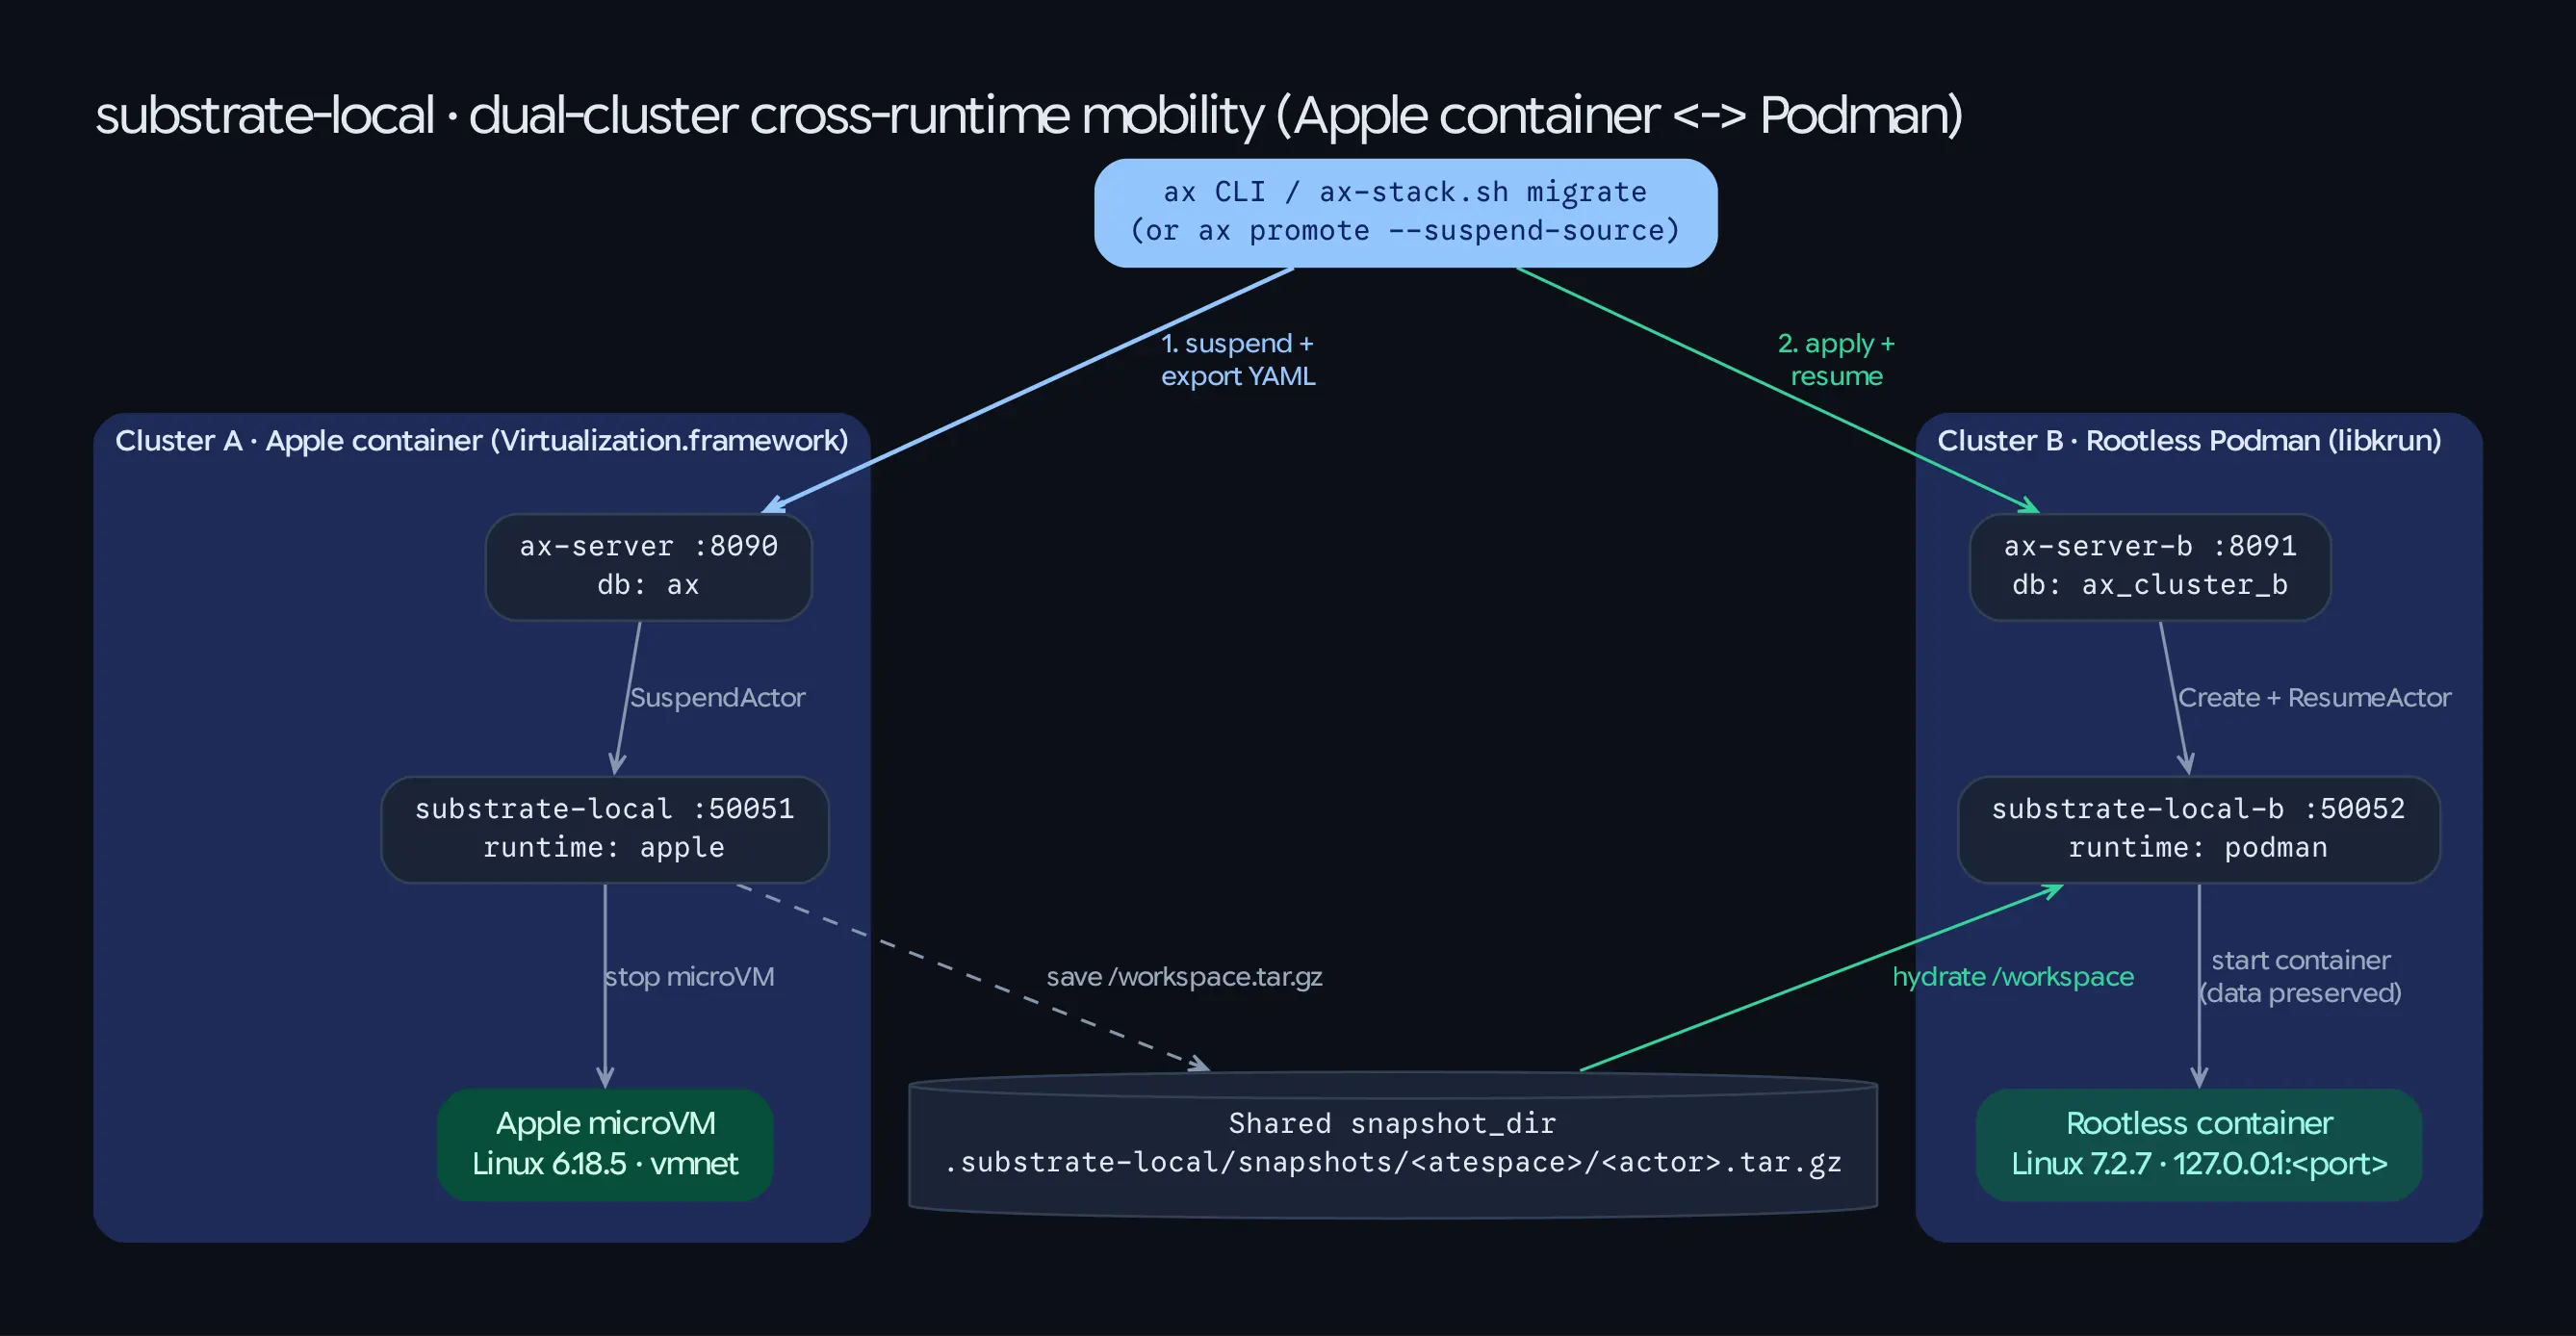 substrate-local · dual-cluster cross-runtime mobility (Apple container <-> Podman)
ax CLI / ax-stack.sh migrate
(or ax promote --suspend-source)
1. suspend +
export YAML
2. apply +
resume
Cluster A · Apple container (Virtualization.framework)
ax-server :8090
db: ax
SuspendActor
substrate-local :50051
runtime: apple
stop microVM
Apple microVM
Linux 6.18.5 · vmnet
save /workspace.tar.gz
Shared snapshot_dir
.substrate-local/snapshots/<atespace>/<actor>.tar.gz
hydrate /workspace
Cluster B · Rootless Podman (libkrun)
ax-server-b :8091
db: ax_cluster_b
Create + ResumeActor
substrate-local-b :50052
runtime: podman
start container
(data preserved)
Rootless container
Linux 7.2.7 · 127.0.0.1:<port>